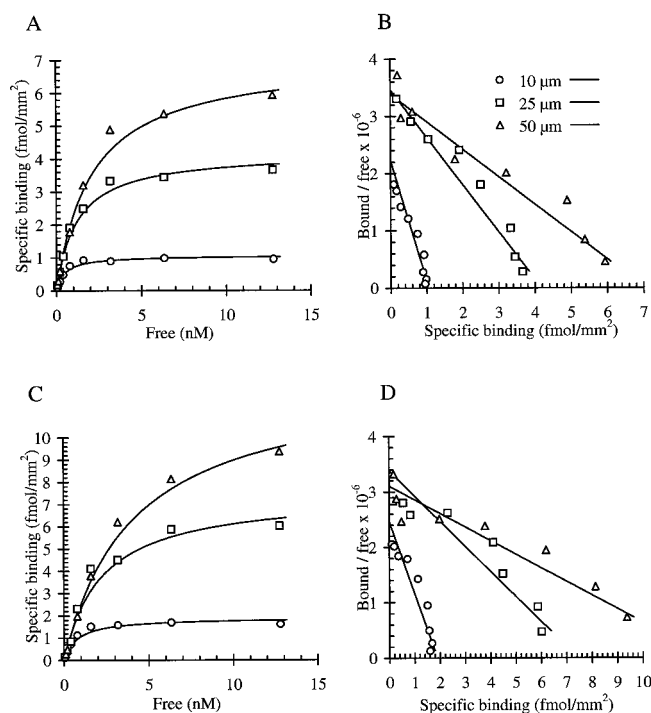 A
Specific binding (fmol/mm²)
7
6
5
4
3
2
1
0
0 5 10 15
Free (nM)
B
Bound / free x 10⁻⁶
4
3
2
1
0
10 μm
25 μm
50 μm
0 1 2 3 4 5 6 7
Specific binding (fmol/mm²)
C
Specific binding (fmol/mm²)
10
9
8
7
6
5
4
3
2
1
0
0 5 10 15
Free (nM)
D
Bound / free x 10⁻⁶
4
3
2
1
0
0 1 2 3 4 5 6 7 8 9 10
Specific binding (fmol/mm²)